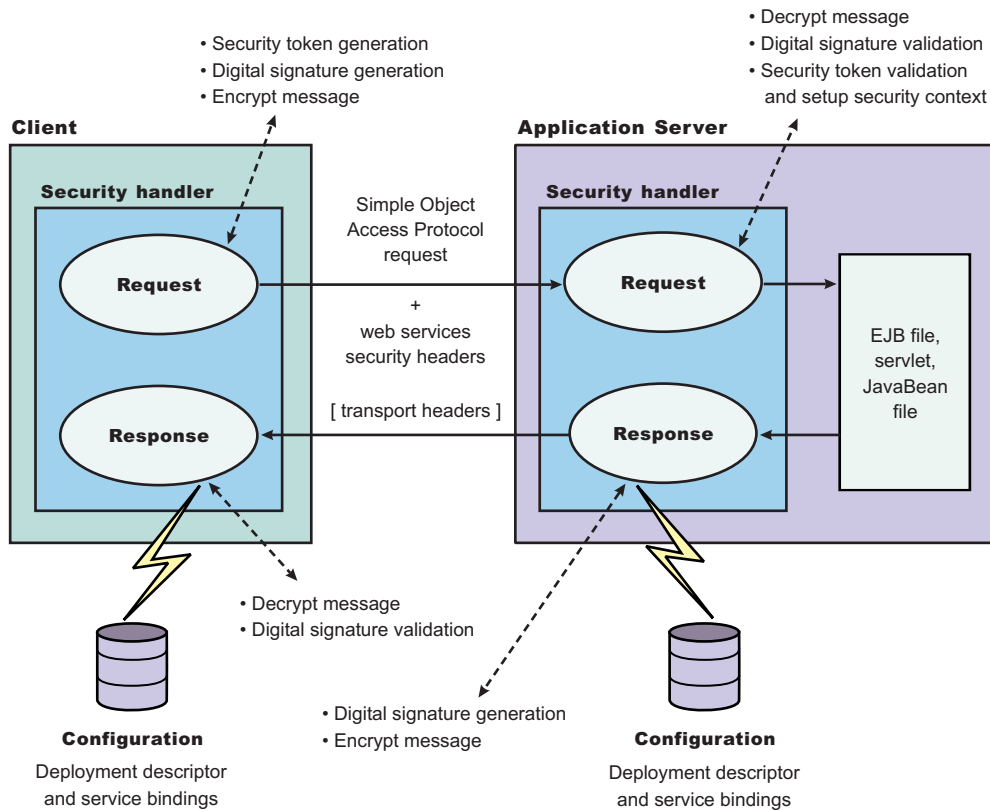 • Security token generation
• Digital signature generation
• Encrypt message
• Decrypt message
• Digital signature validation
• Security token validation
and setup security context
Client
Application Server
Security handler
Security handler
Simple Object
Access Protocol
request
Request
Request
+
web services
security headers
EJB file,
servlet,
JavaBean
file
[ transport headers ]
Response
Response
• Decrypt message
• Digital signature validation
• Digital signature generation
• Encrypt message
Configuration
Deployment descriptor
and service bindings
Configuration
Deployment descriptor
and service bindings